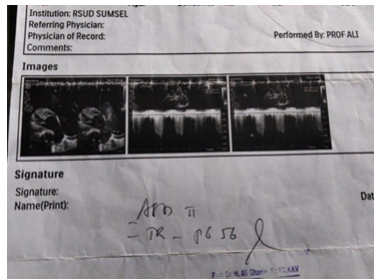 Institution: RSUD SUMSEL
Referring Physician:
Physician of Record:
Performed By: PROF ALI
Comments:
Images
Signature
Signature:
Name(Print):
Dat
ASD II
- TR - PG 56